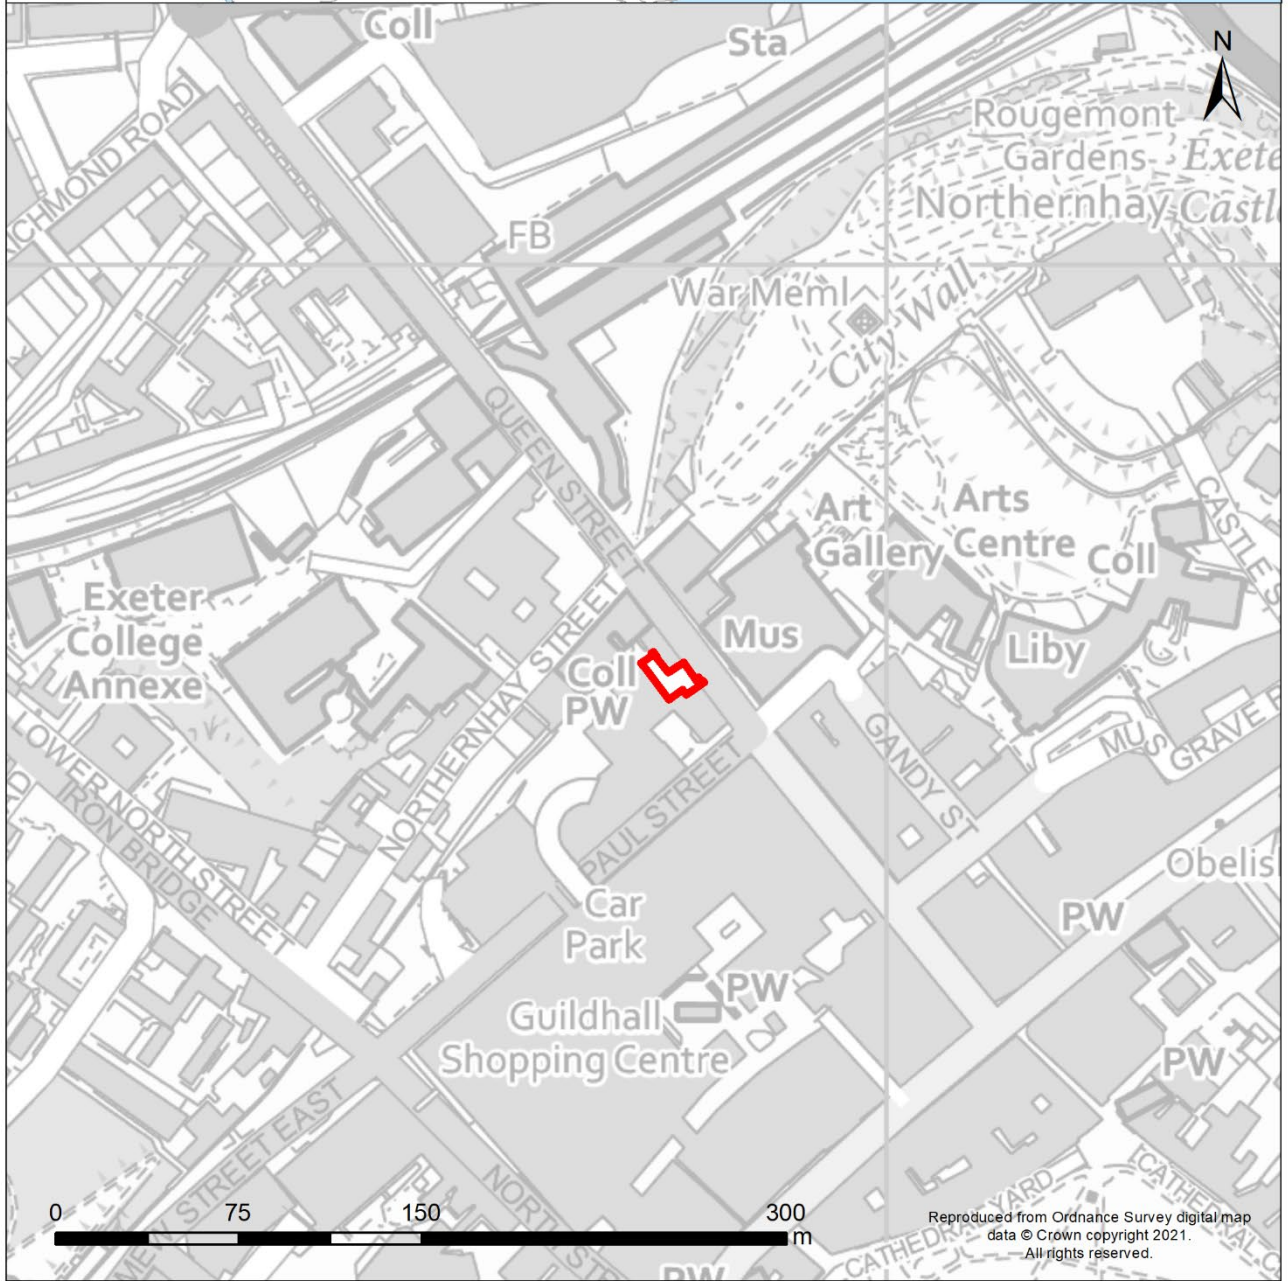 Coll
Sta
N
CHMOND ROAD
Rougemont
Gardens
Exete
Northernhay
Castl
FB
War Meml
City Wall
QUEEN STREET
Art
Gallery
Arts
Centre
Coll
CASTLE S
Exeter
College
Annexe
Mus
Liby
Coll
PW
NORTHERNHAY STREET
GANDY ST
MUSGRAVE R
LOWER NORTH STREET
IRON BRIDGE
PAUL STREET
Car
Park
Obelis
PW
PW
Guildhall
Shopping Centre
PW
NEW STREET EAST
NORTH ST
CATHEDRAL YARD
CATHEDRAL C
PW
0 75 150 300
m
Reproduced from Ordnance Survey digital map
data © Crown copyright 2021.
All rights reserved.